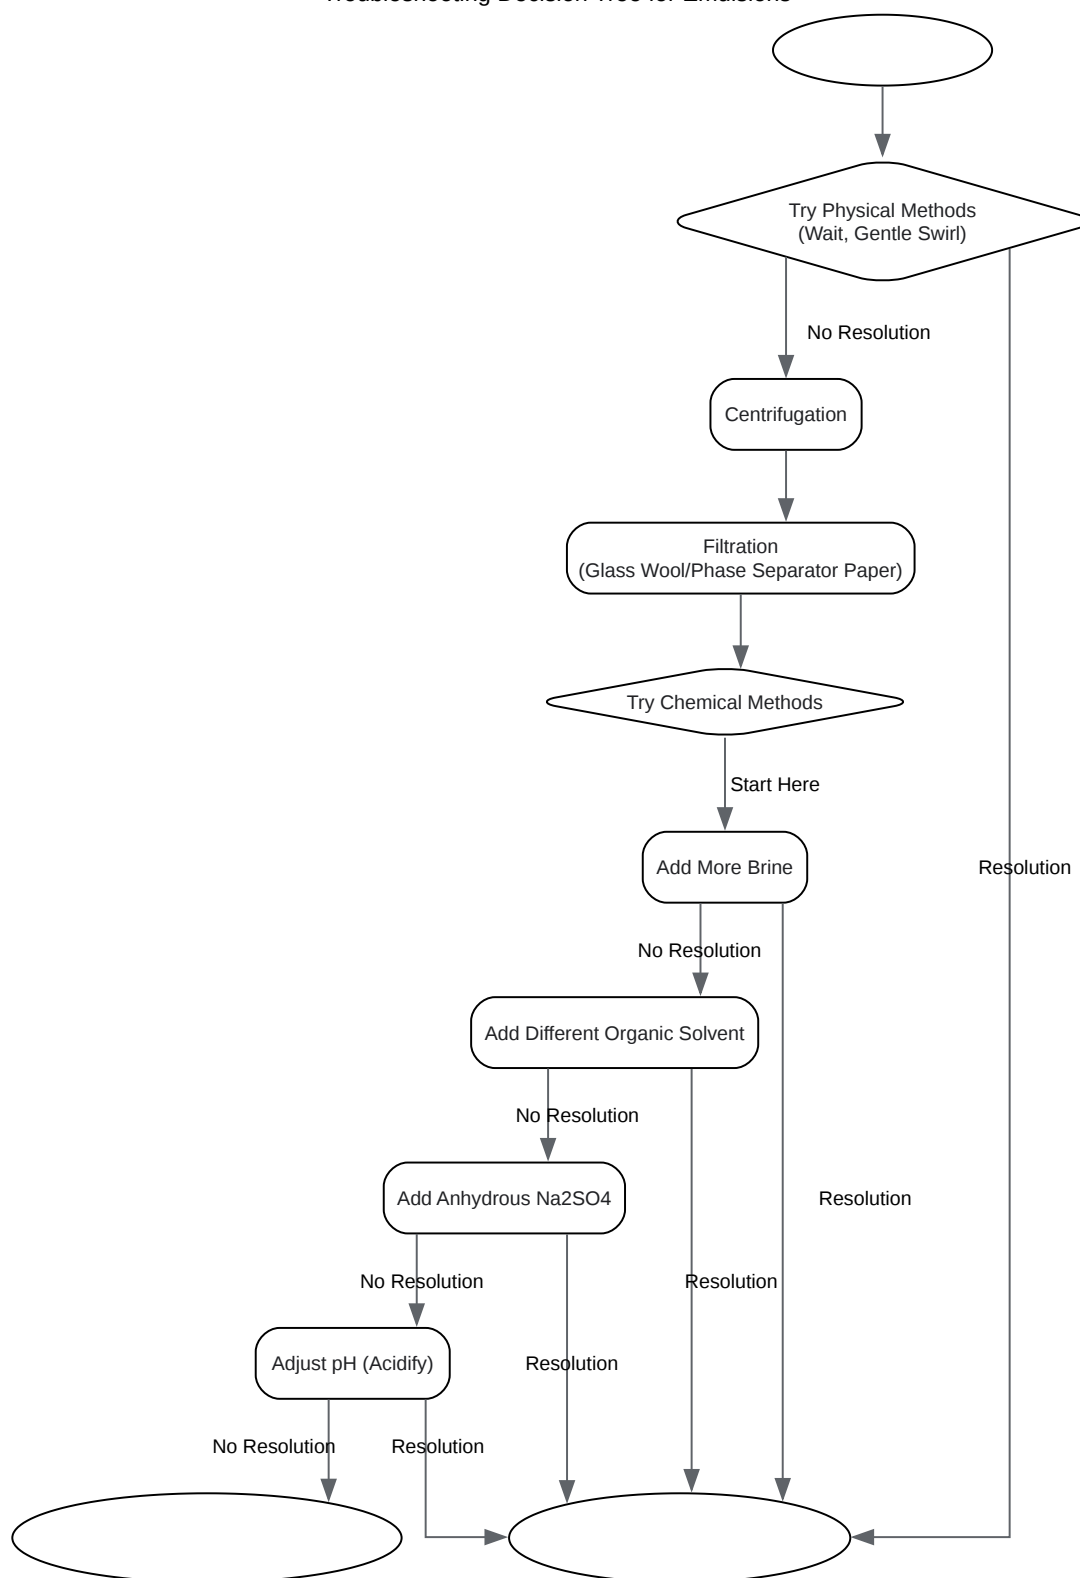 Troubleshooting Decision Tree for Emulsions
Try Physical Methods
(Wait, Gentle Swirl)
No Resolution
Centrifugation
Filtration
(Glass Wool/Phase Separator Paper)
Try Chemical Methods
Start Here
Add More Brine
Resolution
No Resolution
Add Different Organic Solvent
No Resolution
Add Anhydrous Na2SO4
Resolution
No Resolution
Resolution
Adjust pH (Acidify)
Resolution
No Resolution
Resolution